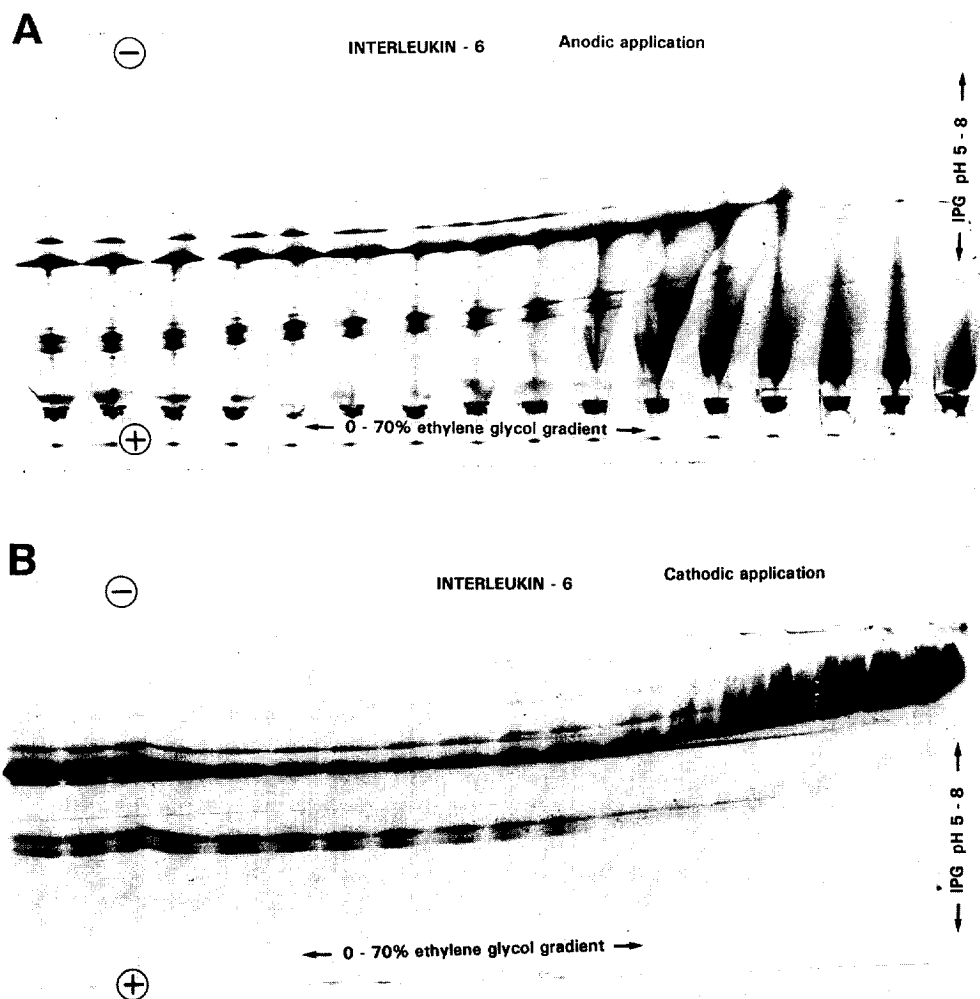 A
−
INTERLEUKIN - 6
Anodic application
← IPG pH 5 - 8 →
+
← 0 - 70% ethylene glycol gradient →
B
−
INTERLEUKIN - 6
Cathodic application
← IPG pH 5 - 8 →
← 0 - 70% ethylene glycol gradient →
+